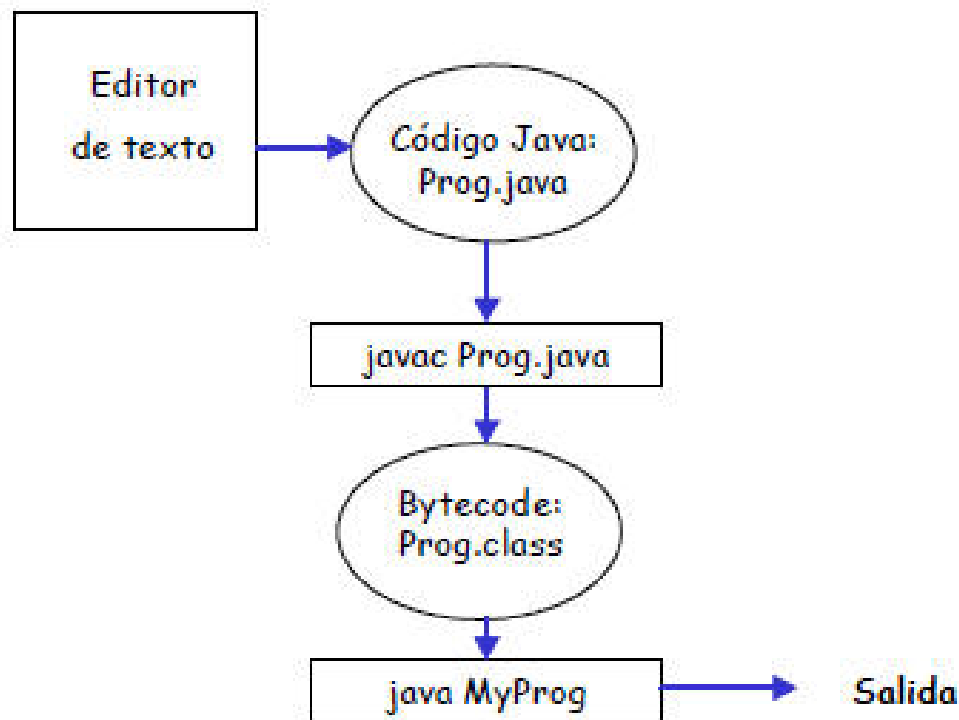 Editor
de texto
Código Java:
Prog.java
javac Prog.java
Bytecode:
Prog.class
java MyProg
Salida